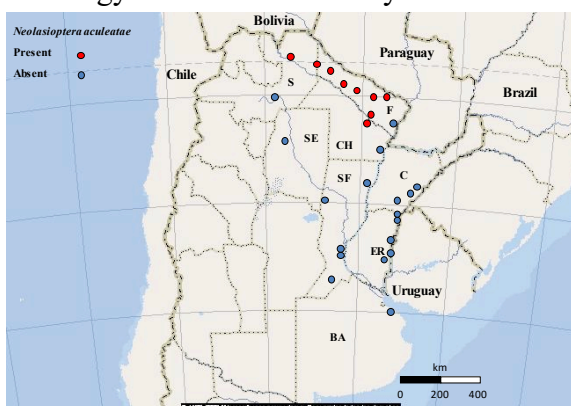 Bolivia
Neolasioptera aculeatae
Present
Absent
Paraguay
Chile
S
Brazil
F
SE
CH
SF
C
ER
Uruguay
BA
km
0 200 400